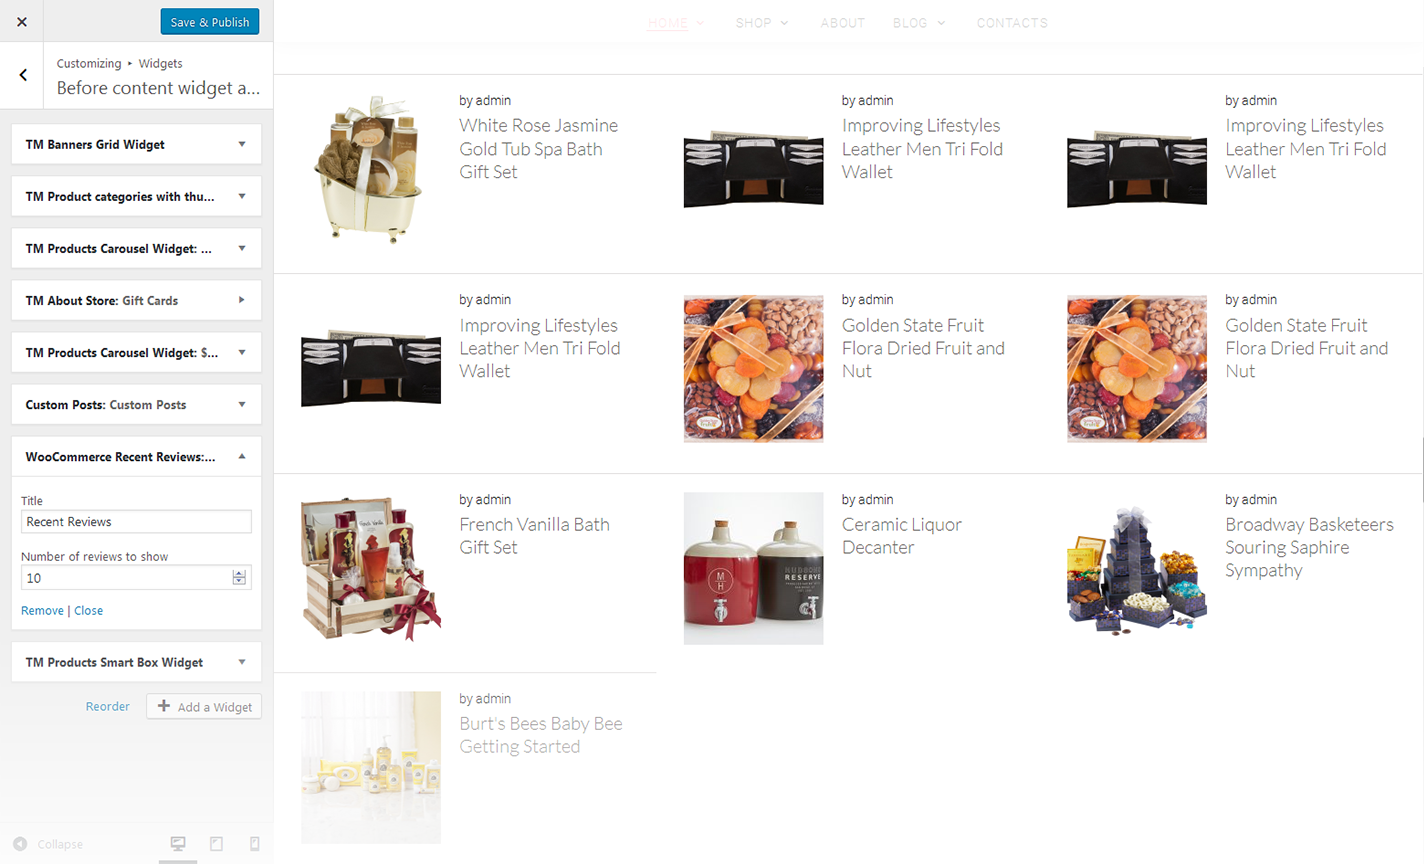 Save & Publish
Customizing ▸ Widgets
Before content widget a...
TM Banners Grid Widget
TM Product categories with thu...
TM Products Carousel Widget: ...
TM About Store: Gift Cards
TM Products Carousel Widget: $...
Custom Posts: Custom Posts
WooCommerce Recent Reviews:...
Title
Recent Reviews
Number of reviews to show
10
Remove | Close
TM Products Smart Box Widget
Reorder
Add a Widget
Collapse
HOME SHOP ABOUT BLOG CONTACTS
by admin
White Rose Jasmine
Gold Tub Spa Bath
Gift Set
by admin
Improving Lifestyles
Leather Men Tri Fold
Wallet
by admin
Improving Lifestyles
Leather Men Tri Fold
Wallet
by admin
Improving Lifestyles
Leather Men Tri Fold
Wallet
by admin
Golden State Fruit
Flora Dried Fruit and
Nut
by admin
Golden State Fruit
Flora Dried Fruit and
Nut
by admin
French Vanilla Bath
Gift Set
M
H
RESERVE
by admin
Ceramic Liquor
Decanter
by admin
Broadway Basketeers
Souring Saphire
Sympathy
by admin
Burt's Bees Baby Bee
Getting Started